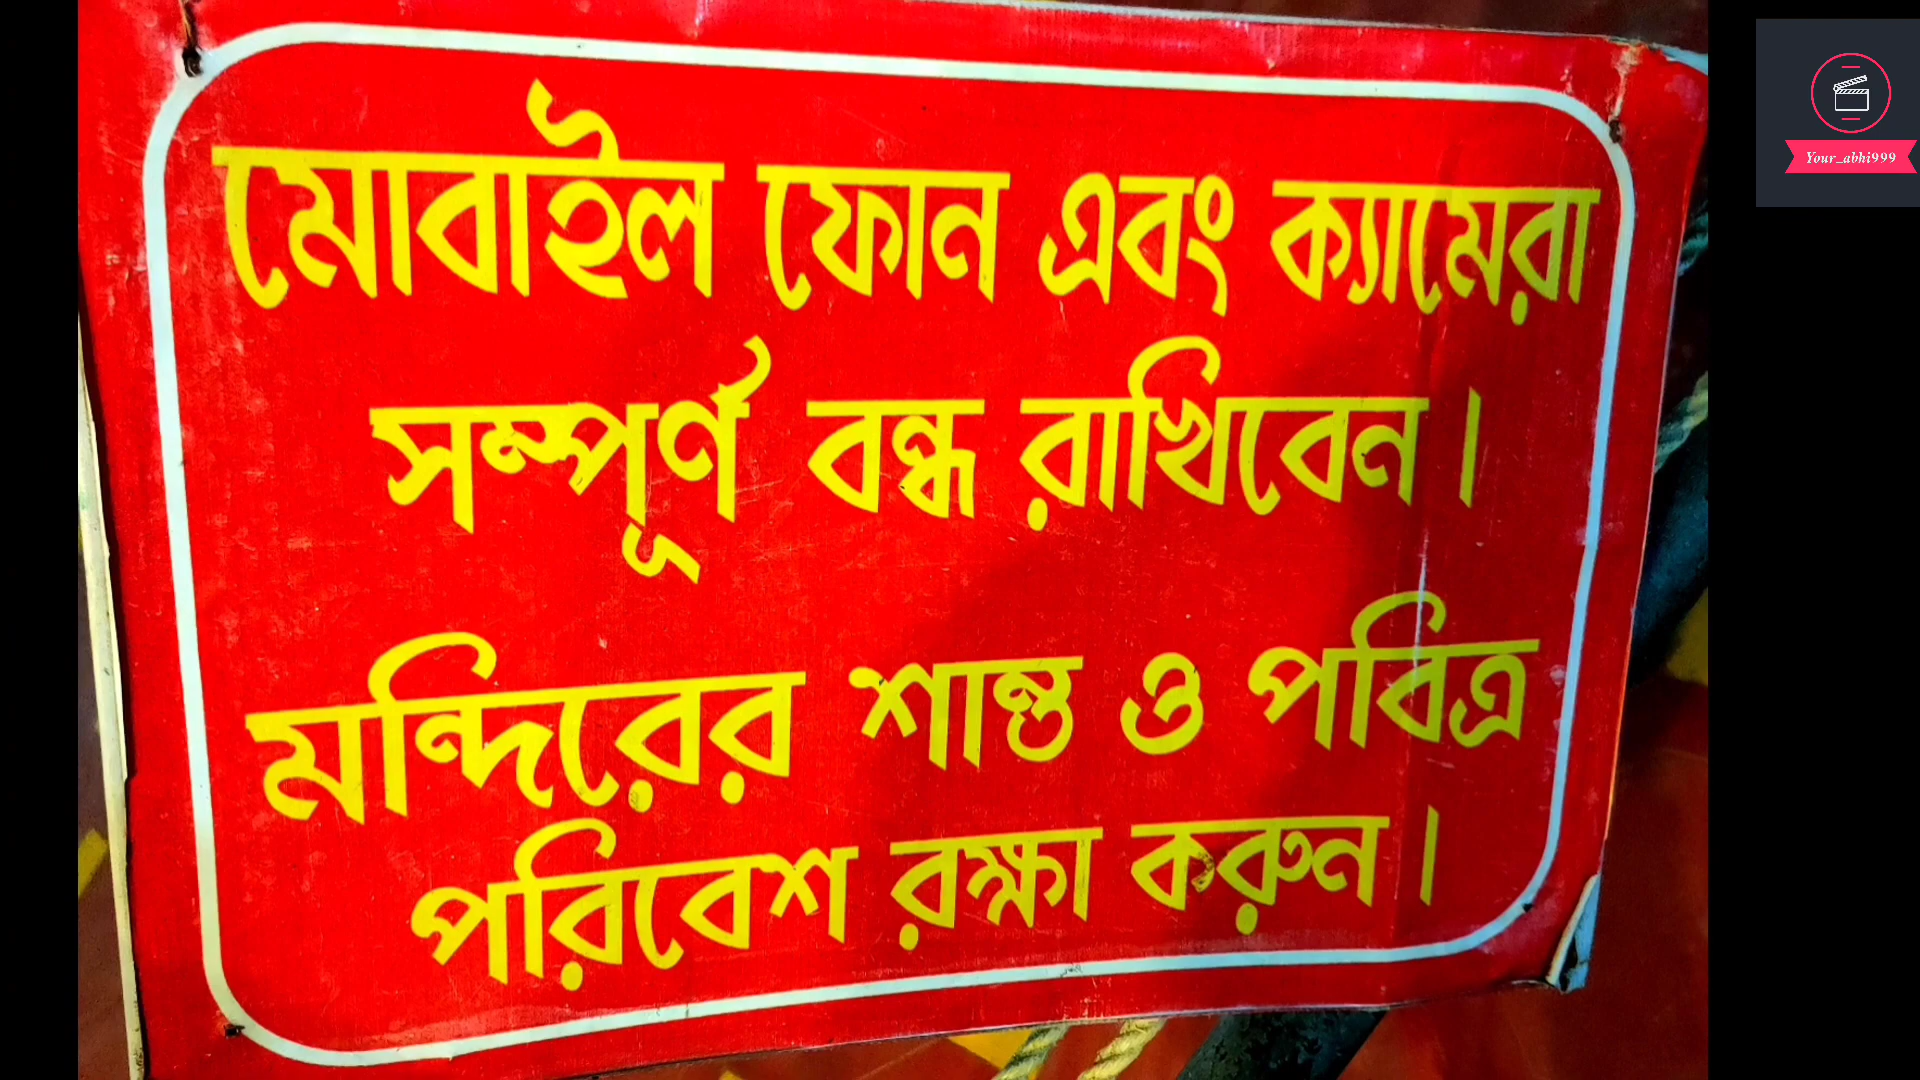 মোবাইল ফোন এবং ক্যামেরা
সম্পূর্ণ বন্ধ রাখিবেন।
মন্দিরের শান্ত ও পবিত্র
পরিবেশ রক্ষা করুন।
Your_abhi999